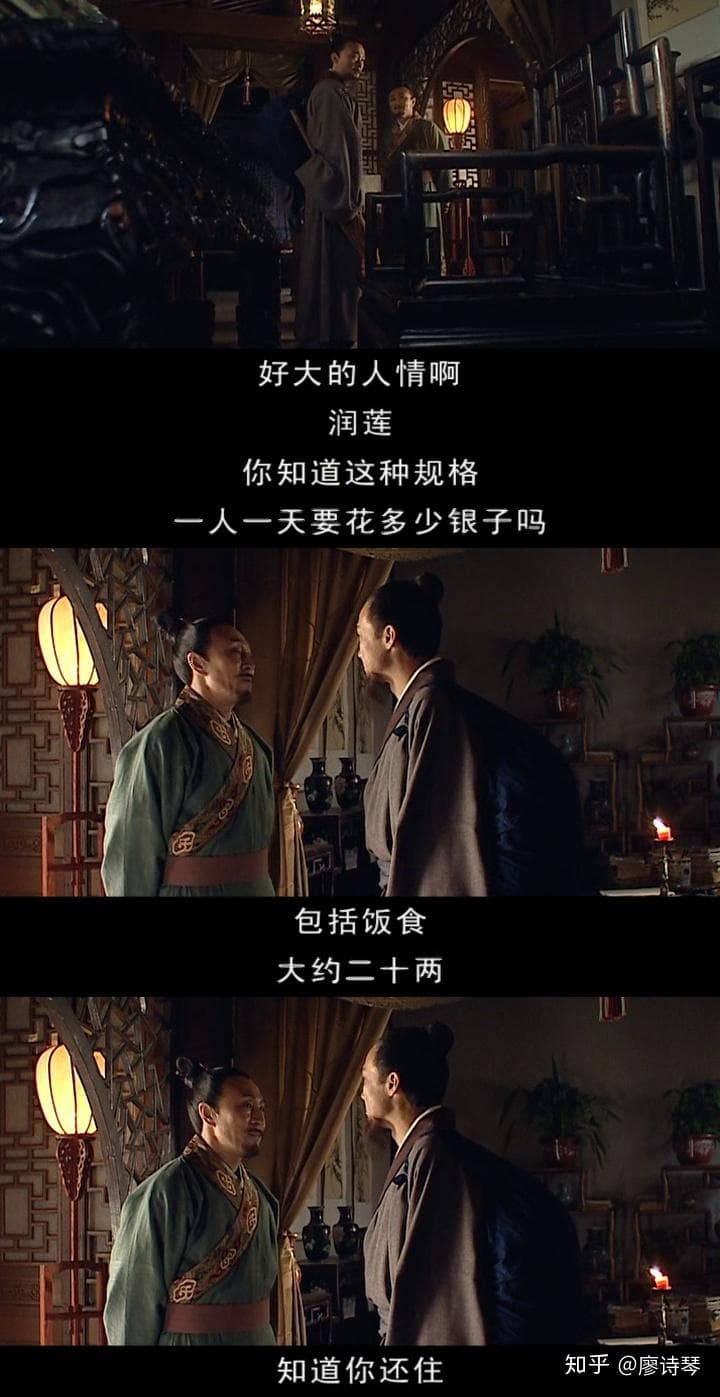 好大的人情啊
润莲
你知道这种规格
一人一天要花多少银子吗
包括饭食
大约二十两
知道你还住
知乎 @廖诗琴